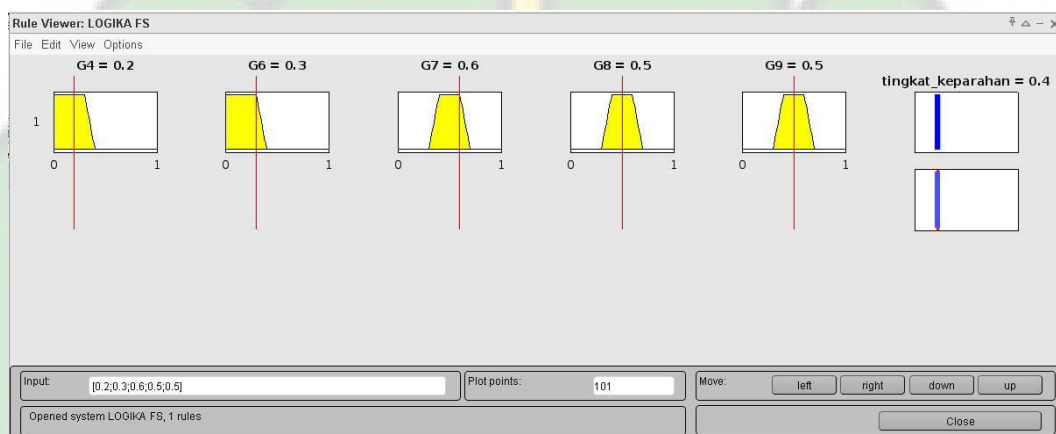 Rule Viewer: LOGIKA FS
File Edit View Options
G4 = 0.2 G6 = 0.3 G7 = 0.6 G8 = 0.5 G9 = 0.5
tingkat_keparahan = 0.4
1
0 1 0 1 0 1 0 1 0 1
Input: [0.2;0.3;0.6;0.5;0.5] Plot points: 101 Move: left right down up
Opened system LOGIKA FS, 1 rules Close